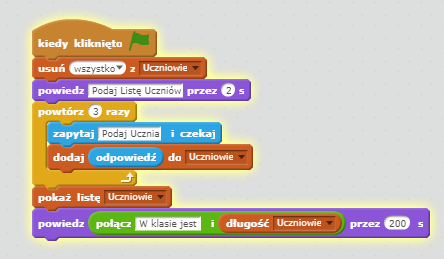 kiedy kliknięto
usuń wszystko z Uczniowie
powiedz Podaj Listę Uczniów przez 2 s
powtórz 3 razy
zapytaj Podaj Ucznia i czekaj
dodaj odpowiedź do Uczniowie
pokaż listę Uczniowie
powiedz połącz W klasie jest i długość Uczniowie przez 200 s